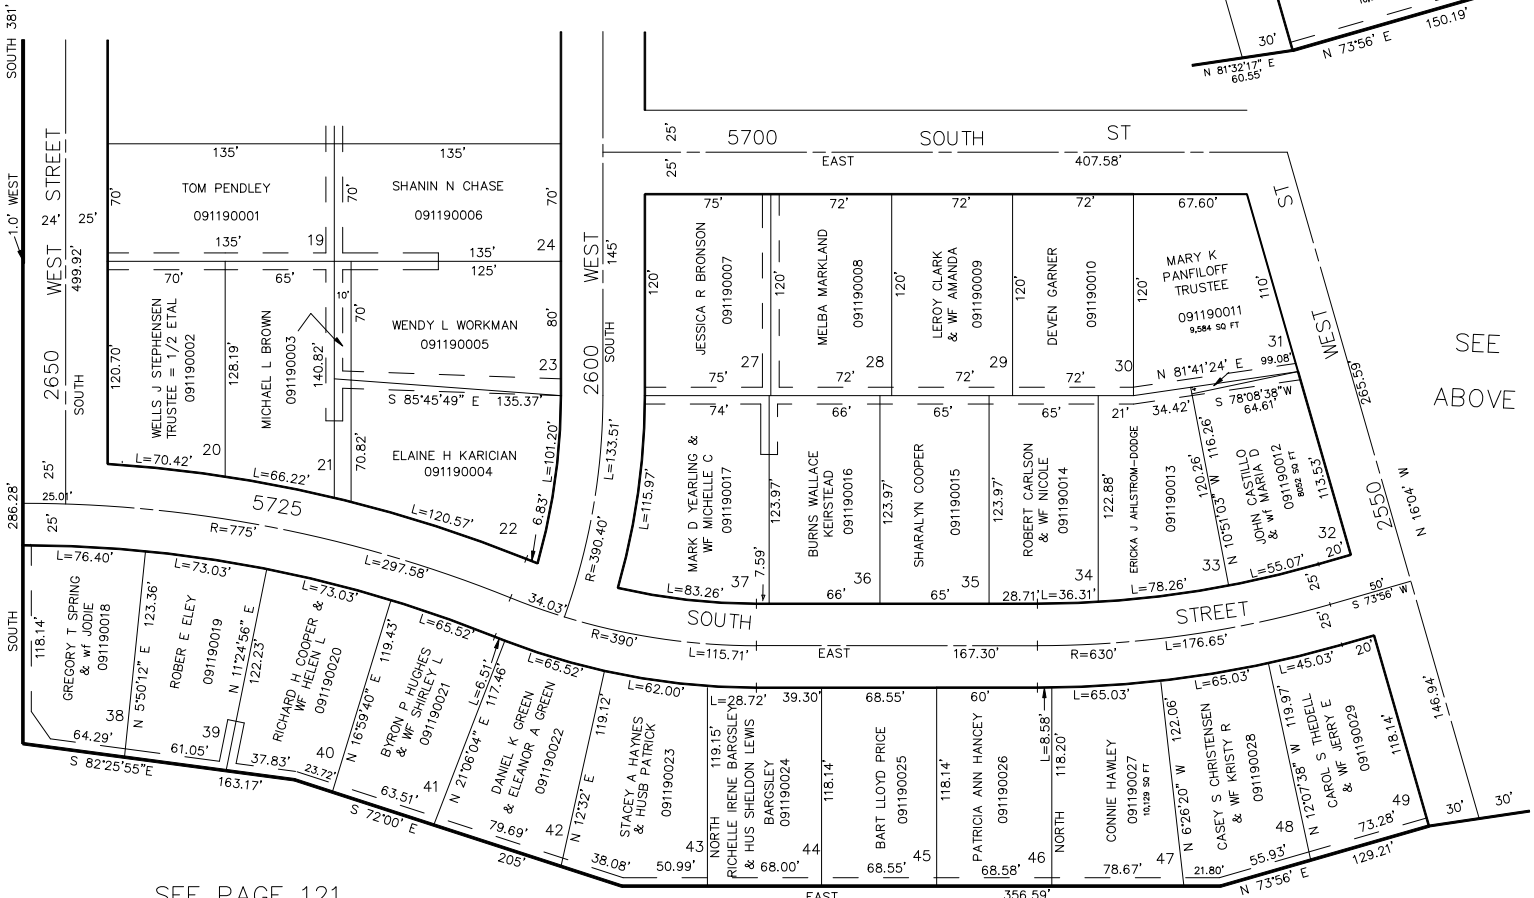 SOUTH 381'
1.0' WEST
286.28'
SOUTH
2650 WEST STREET
24' 25'
499.92'
SOUTH
25'
25.01'
25'
N 81°32'17" E
60.55'
30'
N 73°56' E
150.19'
135'
TOM PENDLEY
091190001
70'
135'
19
70'
135'
SHANIN N CHASE
091190006
70'
135'
24
125'
70'
WELLS J STEPHENSEN
TRUSTEE = 1/2 ETAL
091190002
120.70'
20
L=70.42'
65'
MICHAEL L BROWN
091190003
128.19'
140.82'
21
L=66.22'
10'
70'
WENDY L WORKMAN
091190005
80'
23
S 85°45'49" E 135.37'
ELAINE H KARICIAN
091190004
70.82'
L=101.20'
L=120.57'
22
6.83'
2600 WEST
145'
SOUTH
L=133.51'
R=390.40'
5700 SOUTH ST
25'
25'
EAST
407.58'
75'
JESSICA R BRONSON
091190007
120'
120'
27
75'
72'
MELBA MARKLAND
091190008
120'
28
72'
72'
LEROY CLARK
& WF AMANDA
091190009
120'
29
72'
72'
DEVEN GARNER
091190010
120'
30
72'
67.60'
MARY K
PANFILOFF
TRUSTEE
091190011
9,584 SQ FT
110'
31
N 81°41'24" E 99.08'
ST
WEST
2550
265.59'
N 16°04' W
SEE
ABOVE
74'
MARK D YEARLING &
WF MICHELLE C
091190017
L=115.97'
123.97'
37
L=83.26'
7.59'
66'
BURNS WALLACE
KEIRSTEAD
091190016
123.97'
36
66'
65'
SHARALYN COOPER
091190015
123.97'
35
65'
65'
ROBERT CARLSON
& WF NICOLE
091190014
122.88'
34
28.71'
L=36.31'
21'
34.42'
ERICKA J AHLSTROM-DODGE
091190013
120.26'
33
L=78.26'
N 10°51'03" W 116.26'
S 78°08'38" W
64.61'
JOHN CASTILLO
& wf MARIA D
091190012
8052 SQ FT
113.53'
32
L=55.07'
20'
5725 SOUTH STREET
R=775'
L=297.58'
34.03'
R=390'
L=115.71'
EAST
167.30'
R=630'
L=176.65'
25'
25'
50'
S 73°56' W
L=76.40'
GREGORY T SPRING
& wf JODIE
091190018
118.14'
38
64.29'
N 5°50'12" E 123.36'
L=73.03'
ROBER E ELEY
091190019
39
61.05'
N 11°24'56" E
122.23'
L=73.03'
RICHARD H COOPER &
WF HELEN L
091190020
40
37.83'
23.72'
N 16°59'40" E 119.43'
L=65.52'
BYRON P HUGHES
& WF SHIRLEY L
091190021
41
63.51'
L=6.51'
N 21°06'04" E 117.46'
L=65.52'
DANIEL K GREEN
& ELEANOR A GREEN
091190022
42
79.69'
N 12°32' E 119.12'
L=62.00'
STACEY A HAYNES
& HUSB PATRICK
091190023
43
38.08'
50.99'
NORTH 119.15'
L=28.72'
39.30'
RICHELLE IRENE BARGSLEY
& HUS SHELDON LEWIS
BARGSLEY
091190024
118.14'
44
68.00'
68.55'
BART LLOYD PRICE
091190025
118.14'
45
68.55'
60'
PATRICIA ANN HANCEY
091190026
46
68.58'
L=8.58'
NORTH 118.20'
L=65.03'
CONNIE HAWLEY
091190027
10,129 SQ FT
47
78.67'
N 6°26'20" W 122.06'
L=65.03'
CASEY S CHRISTENSEN
& WF KRISTY R
091190028
48
21.80'
55.93'
N 12°07'38" W 119.97
L=45.03'
20'
CAROL S THEDELL
& WF JERRY E
091190029
118.14'
49
73.28'
146.94'
30' 30'
S 82°25'55"E
163.17'
S 72°00' E
205'
EAST
356.59'
N 73°56' E
129.21'
SEE PAGE 121